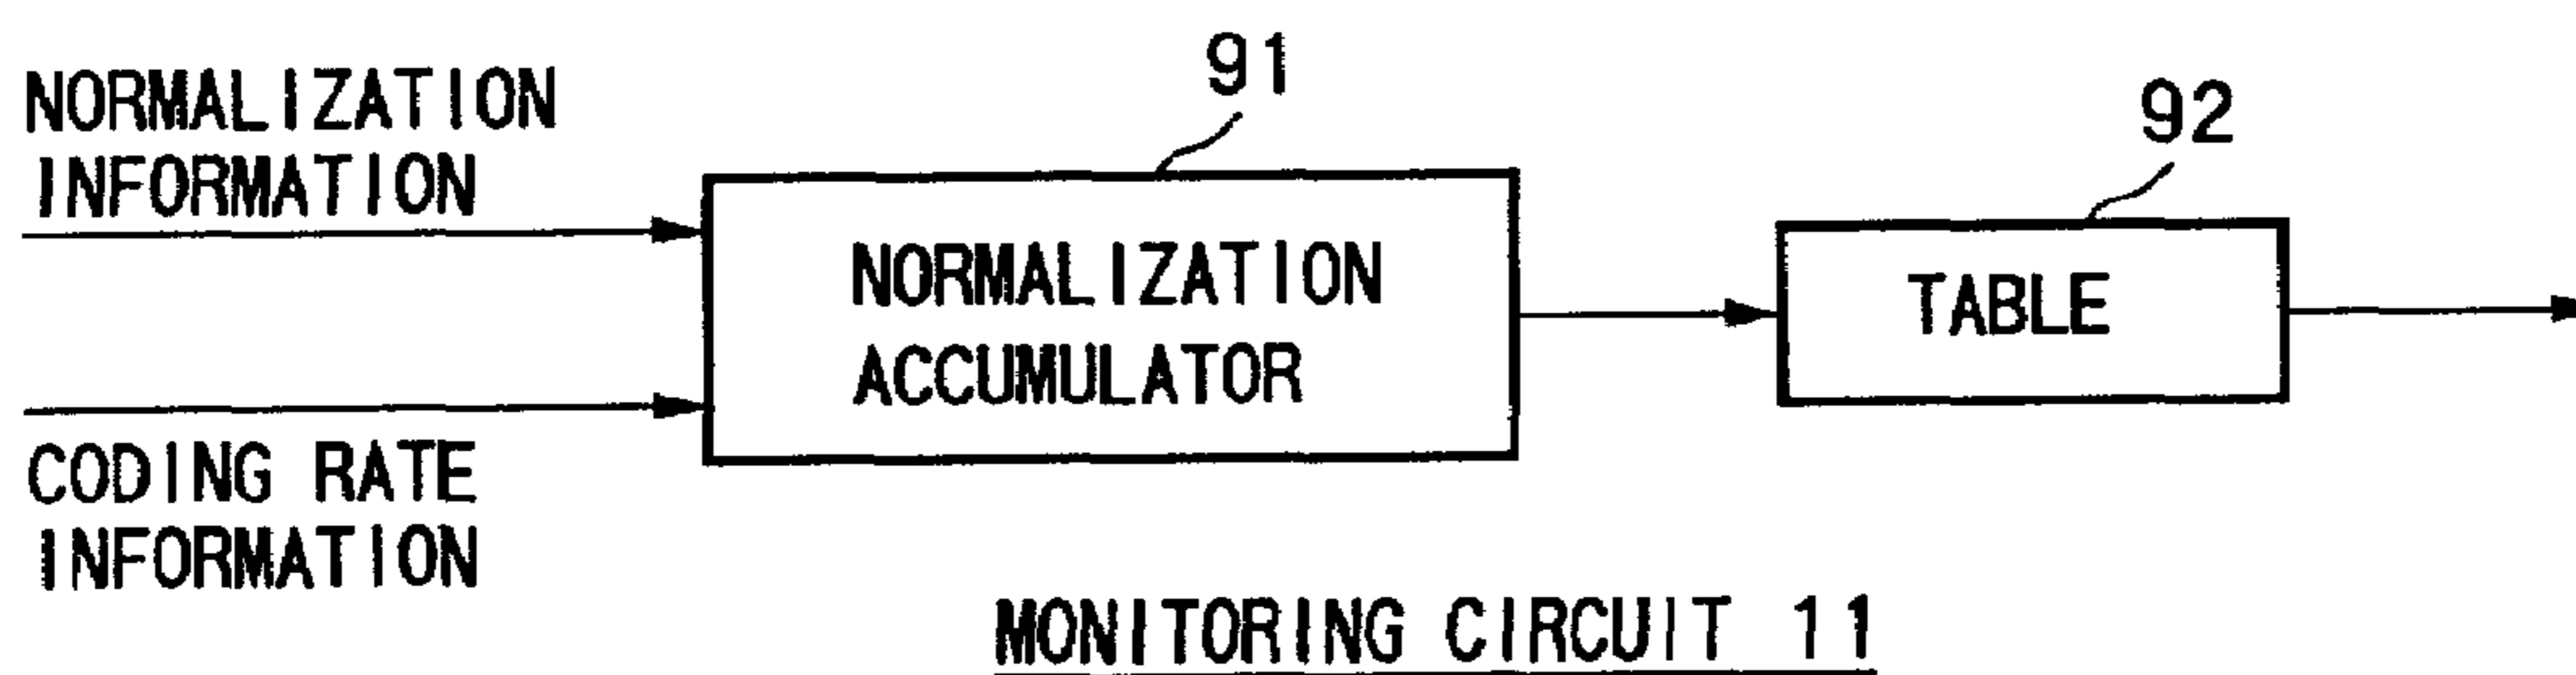 91
92
NORMALIZATION
INFORMATION
NORMALIZATION
ACCUMULATOR
TABLE
CODING RATE
INFORMATION
MONITORING CIRCUIT 11